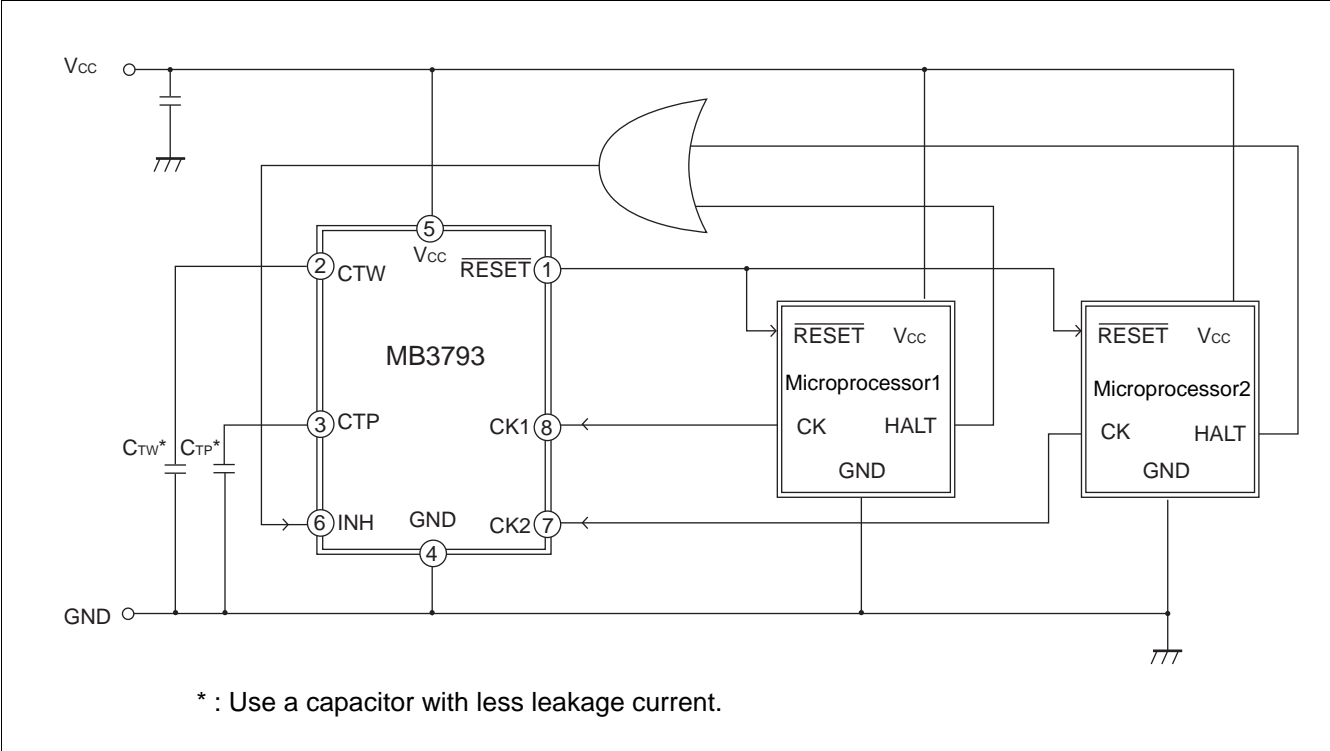 VCC
5
VCC
2
CTW
RESET
1
MB3793
3
CTP
CTW*
CTP*
CK1
8
6
INH
GND
4
CK2
7
RESET
VCC
Microprocessor1
CK
HALT
GND
RESET
VCC
Microprocessor2
CK
HALT
GND
GND
* : Use a capacitor with less leakage current.